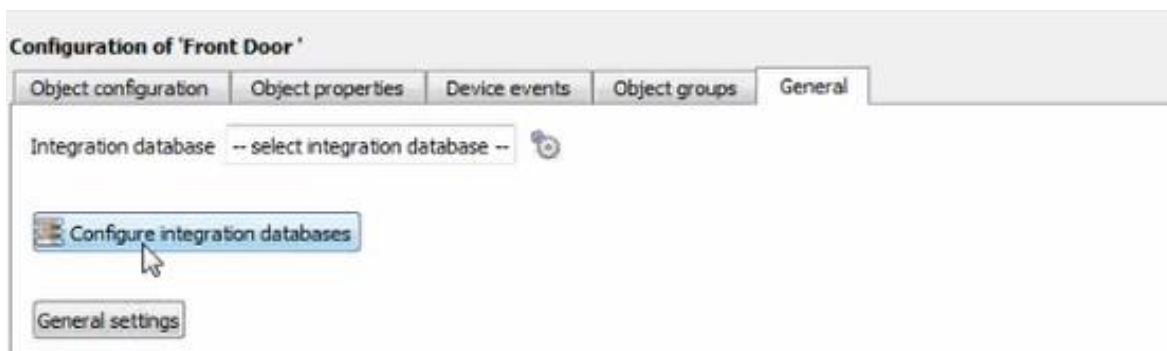 Configuration of 'Front Door '
Object configuration Object properties Device events Object groups General
Integration database -- select integration database --
Configure integration databases
General settings